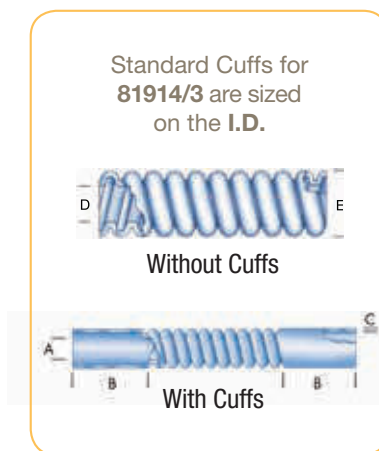 Standard Cuffs for
81914/3 are sized
on the I.D.
D E
Without Cuffs
C
A
B B
With Cuffs